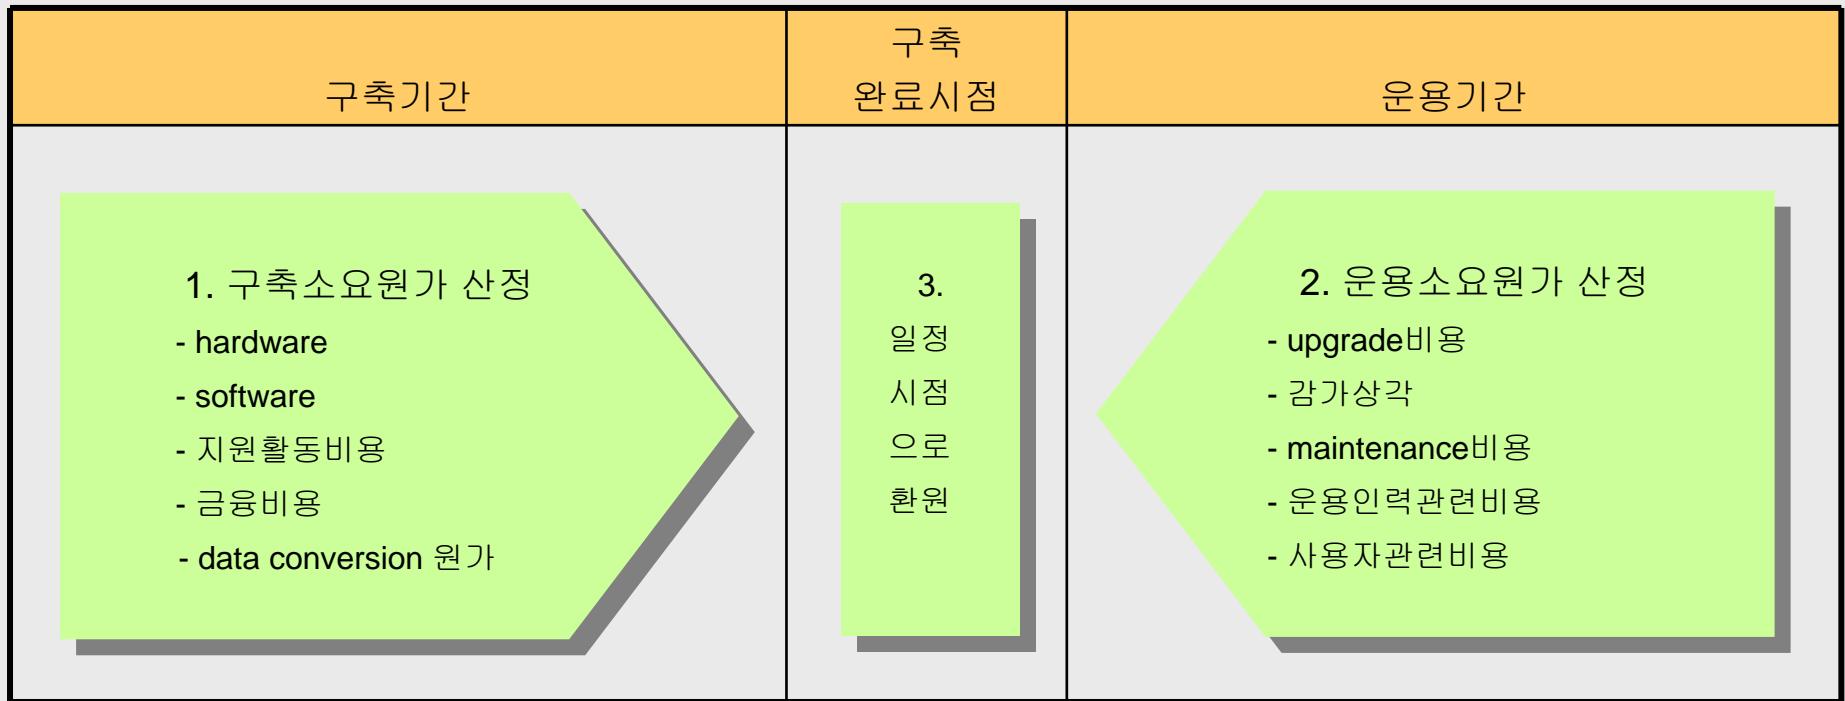 구축기간
구축
완료시점
운용기간
1. 구축소요원가 산정
- hardware
- software
- 지원활동비용
- 금융비용
- data conversion 원가
3.
일정
시점
으로
환원
2. 운용소요원가 산정
- upgrade비용
- 감가상각
- maintenance비용
- 운용인력관련비용
- 사용자관련비용